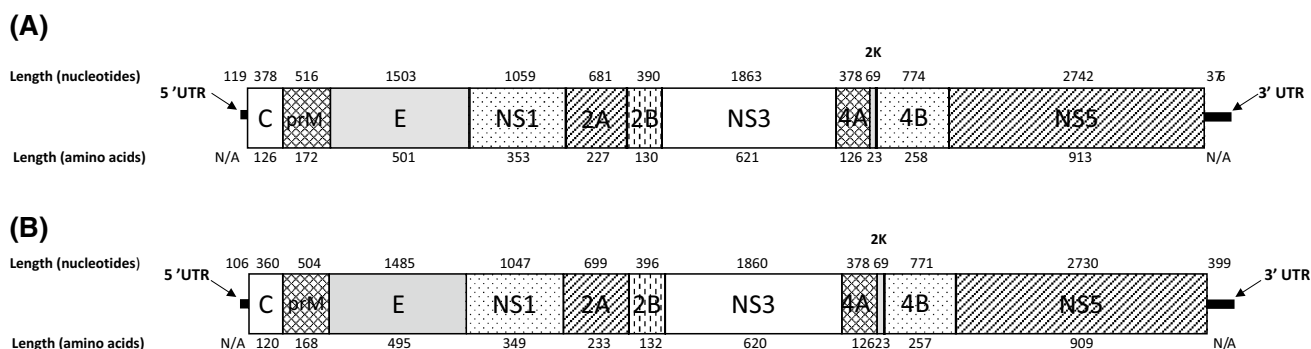 (A)
2K
Length (nucleotides) 119 378 516 1503 1059 681 390 1863 378 69 774 2742 376
5 'UTR 3' UTR
C prM E NS1 2A 2B NS3 4A 4B NS5
Length (amino acids) N/A 126 172 501 353 227 130 621 126 23 258 913 N/A
(B)
2K
Length (nucleotides) 106 360 504 1485 1047 699 396 1860 378 69 771 2730 399
5 'UTR 3' UTR
C prM E NS1 2A 2B NS3 4A 4B NS5
Length (amino acids) N/A 120 168 495 349 233 132 620 126 23 257 909 N/A